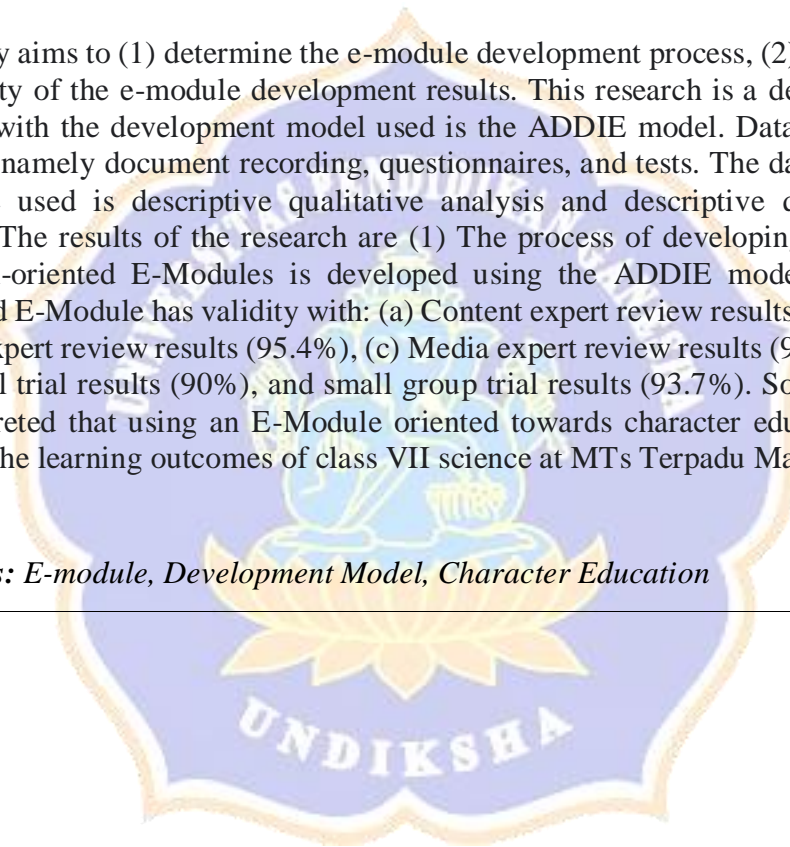 y aims to (1) determine the e-module development process, (2)
ty of the e-module development results. This research is a de
with the development model used is the ADDIE model. Data
namely document recording, questionnaires, and tests. The da
used is descriptive qualitative analysis and descriptive
The results of the research are (1) The process of developin
-oriented E-Modules is developed using the ADDIE mode
d E-Module has validity with: (a) Content expert review results
xpert review results (95.4%), (c) Media expert review results (9
l trial results (90%), and small group trial results (93.7%). So
reted that using an E-Module oriented towards character edu
he learning outcomes of class VII science at MTs Terpadu Ma
s: E-module, Development Model, Character Education
UNIVERSITAS PENDIDIKAN GANESHA
UNDIKSHA